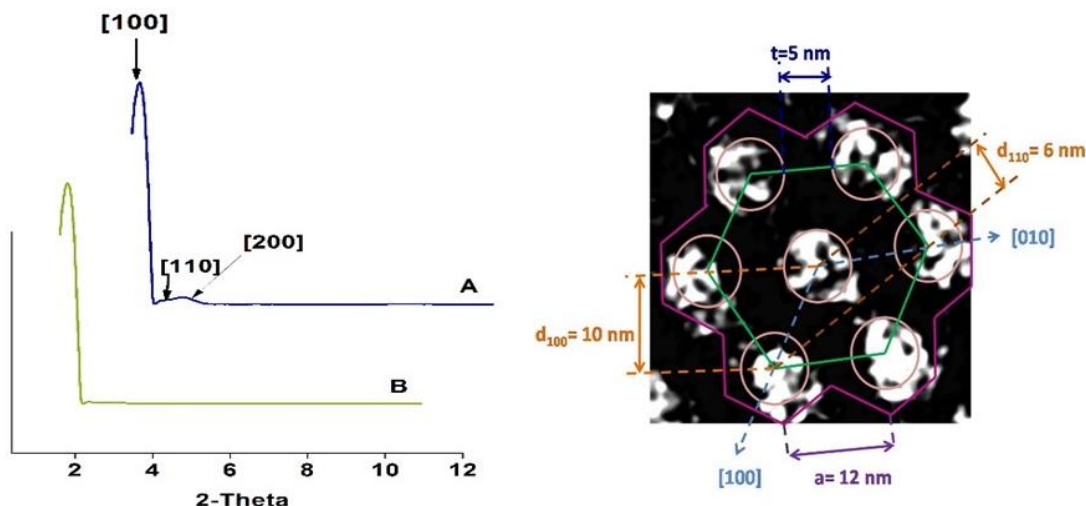 [100]
[110]
[200]
A
B
2 4 6 8 10 12
2-Theta
t=5 nm
d₁₁₀= 6 nm
[010]
d₁₀₀= 10 nm
[100]
a= 12 nm